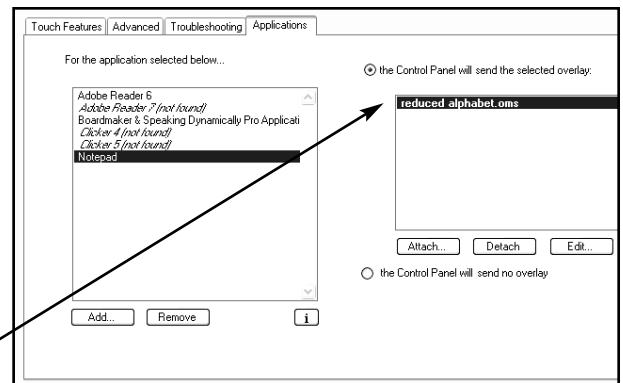 Touch Features Advanced Troubleshooting Applications
For the application selected below...
Adobe Reader 6
Adobe Reader 7 (not found)
Boardmaker & Speaking Dynamically Pro Applicati
Clicker 4 (not found)
Clicker 5 (not found)
Notepad
Add... Remove i
the Control Panel will send the selected overlay:
reduced alphabet.oms
Attach... Detach Edit...
the Control Panel will send no overlay